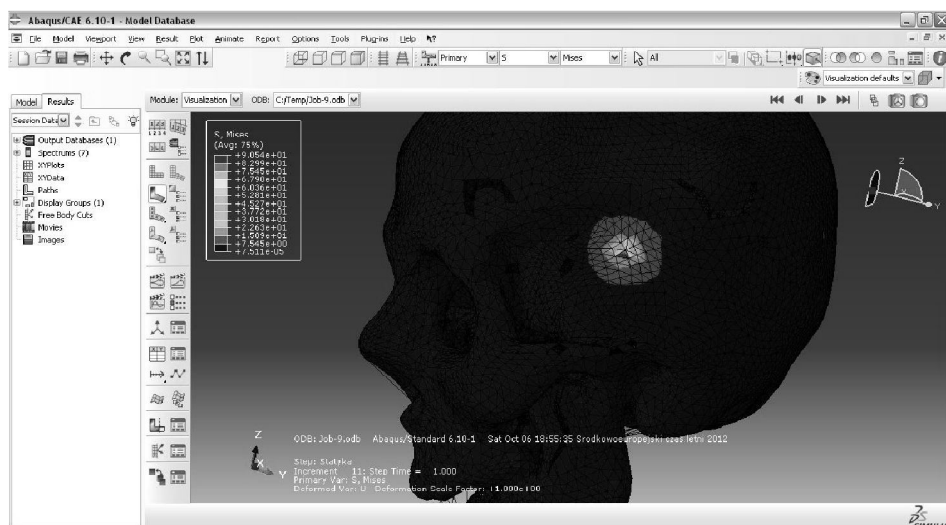 Abaqus/CAE 6.10-1 - Model Database
File Model Viewport View Result Plot Animate Report Options Tools Plug-ins Help
Primary S Mises All
Visualization defaults
Model Results
Module: Visualization ODB: C:/Temp/Job-9.odb
Session Data
Output Databases (1)
Spectrums (7)
XYPlots
XYData
Paths
Display Groups (1)
Free Body Cuts
Movies
Images
S, Mises
(Avg: 75%)
+9.054e+01
+8.299e+01
+7.545e+01
+6.790e+01
+6.036e+01
+5.281e+01
+4.527e+01
+3.772e+01
+3.018e+01
+2.263e+01
+1.509e+01
+7.545e+00
+7.511e-05
Z
Y
X
ODB: Job-9.odb Abaqus/Standard 6.10-1 Sat Oct 06 18:55:35 Srodkowoeuropejski czas letni 2012
Z
X
Y
Step: Statyka
Increment 11: Step Time = 1.000
Primary Var: S, Mises
Deformed Var: U Deformation Scale Factor: +1.000e+00